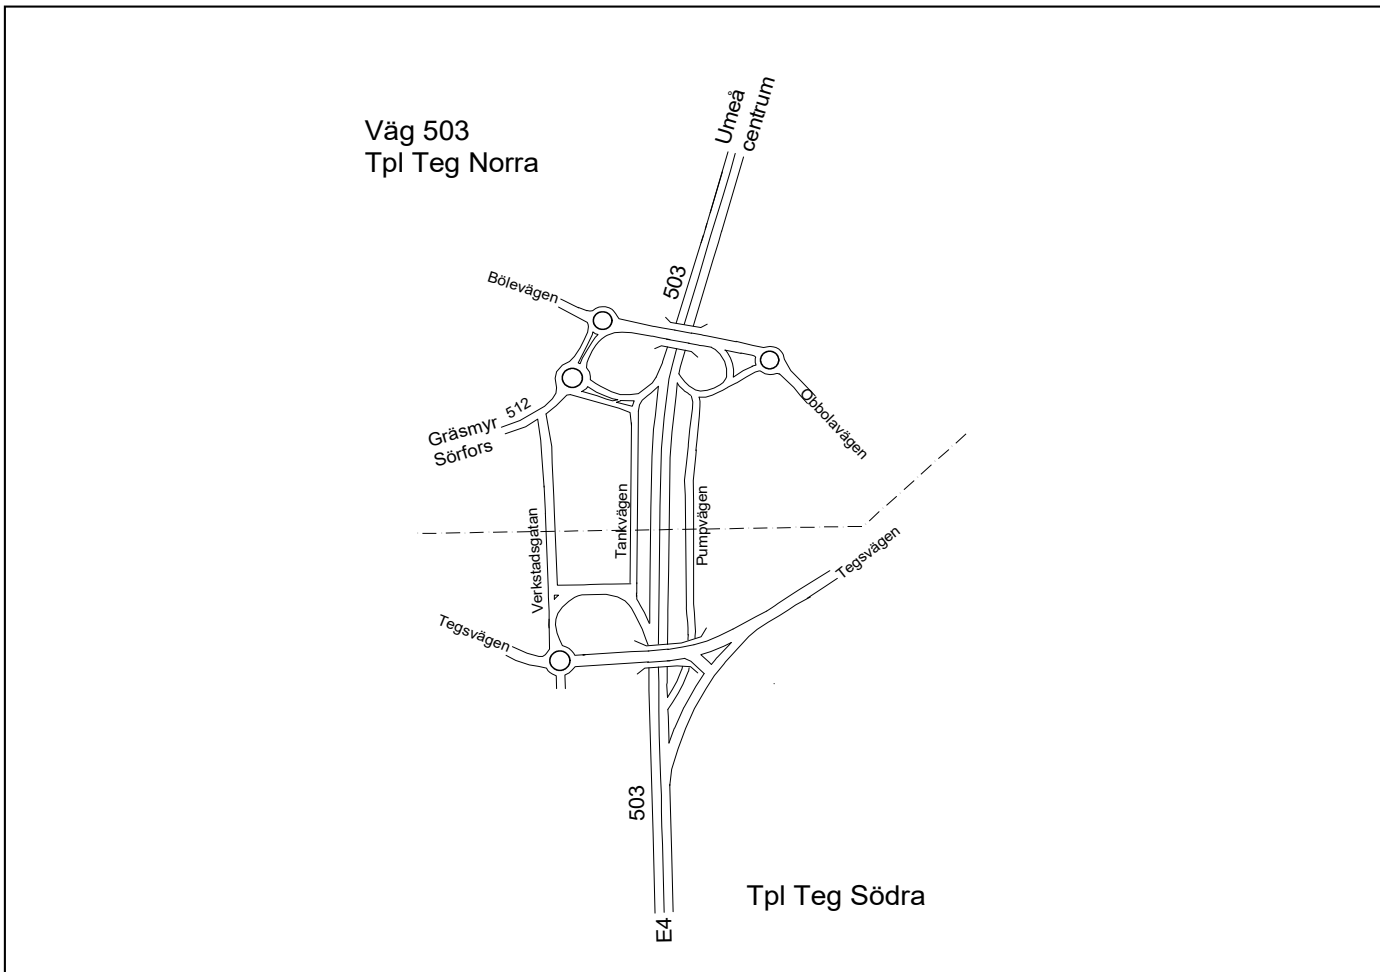 Väg 503
Tpl Teg Norra
Umeå
centrum
503
Bölevägen
Obbolavägen
512
Gräsmyr
Sörfors
Verkstadsgatan
Tankvägen
Pumpvägen
Tegsvägen
Tegsvägen
503
Tpl Teg Södra
E4